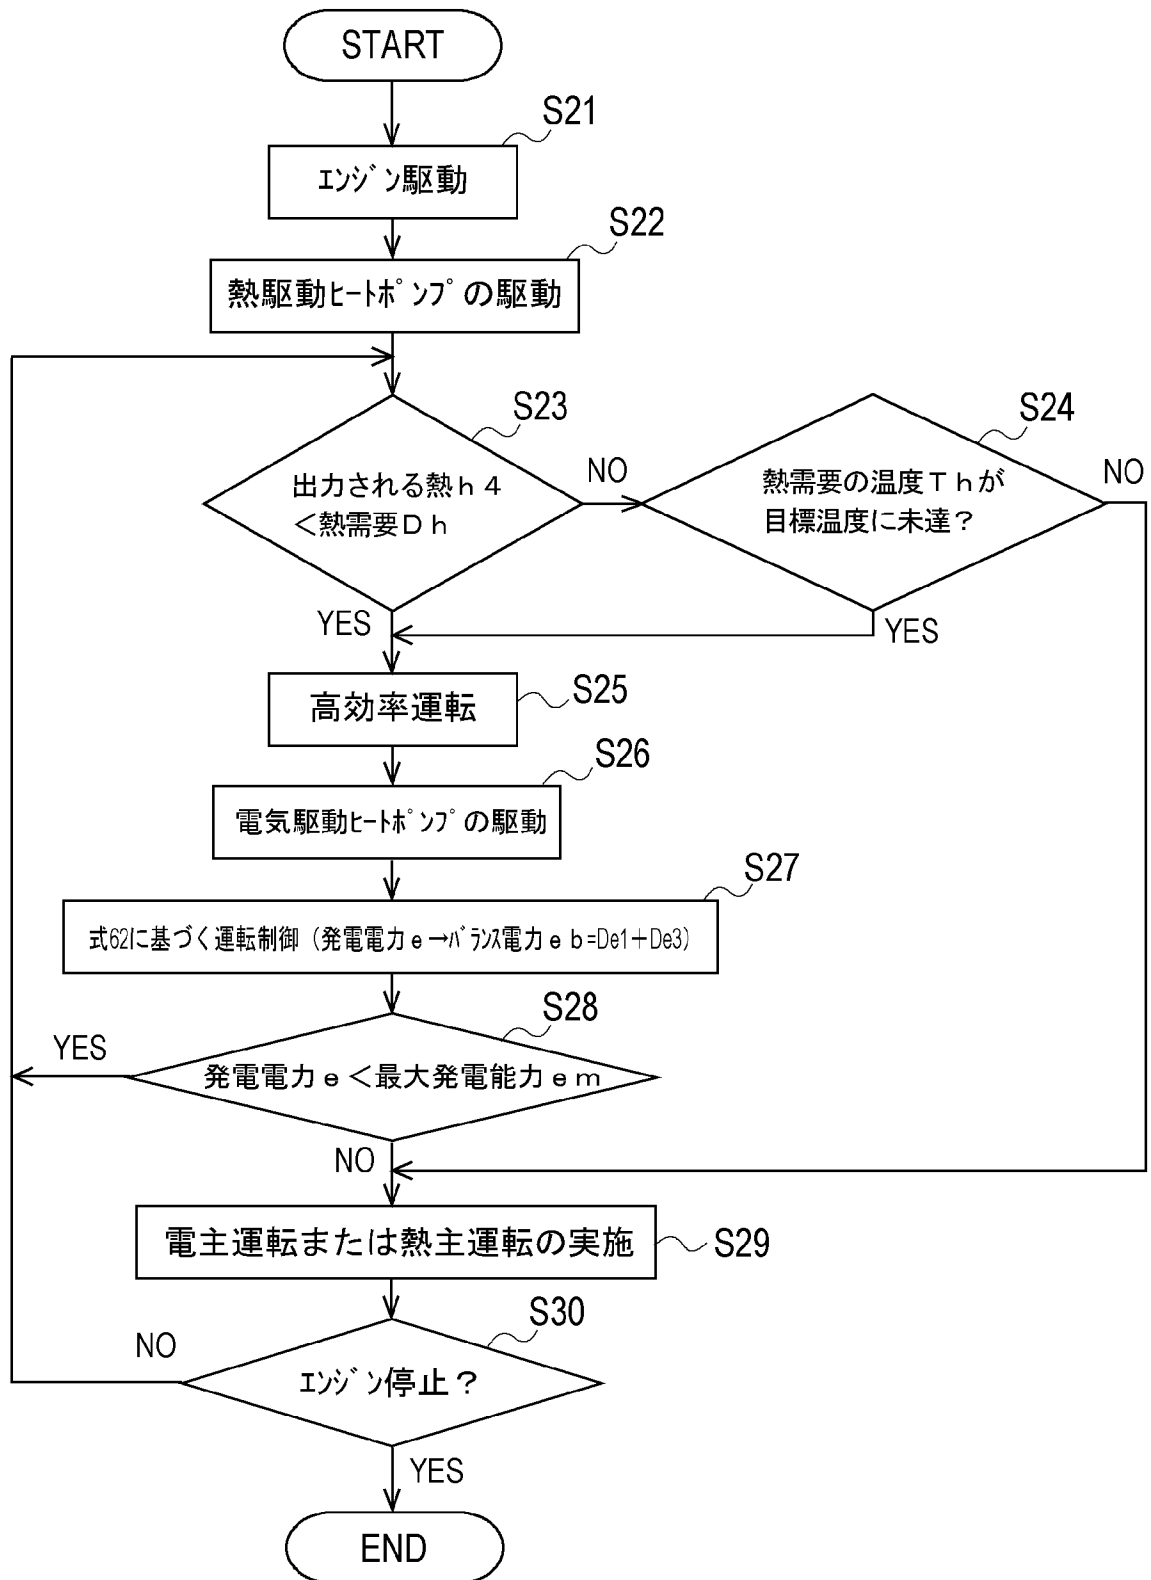 START
S21
エンジン駆動
S22
熱駆動ヒートポンプの駆動
S23
出力される熱h4
<熱需要Dh
NO
S24
熱需要の温度Thが
目標温度に未達?
NO
YES
YES
高効率運転
S25
S26
電気駆動ヒートポンプの駆動
S27
式62に基づく運転制御(発電電力e→バランス電力eb=De1+De3)
S28
YES
発電電力e<最大発電能力em
NO
電主運転または熱主運転の実施
S29
S30
NO
エンジン停止?
YES
END